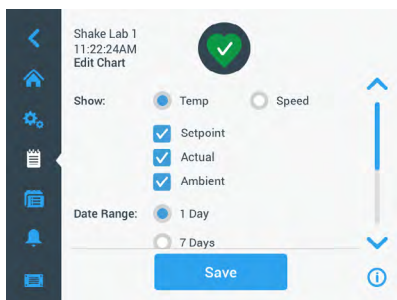 Shake Lab 1
11:22:24AM
Edit Chart
Show: Temp Speed
Setpoint
Actual
Ambient
Date Range: 1 Day
7 Days
Save